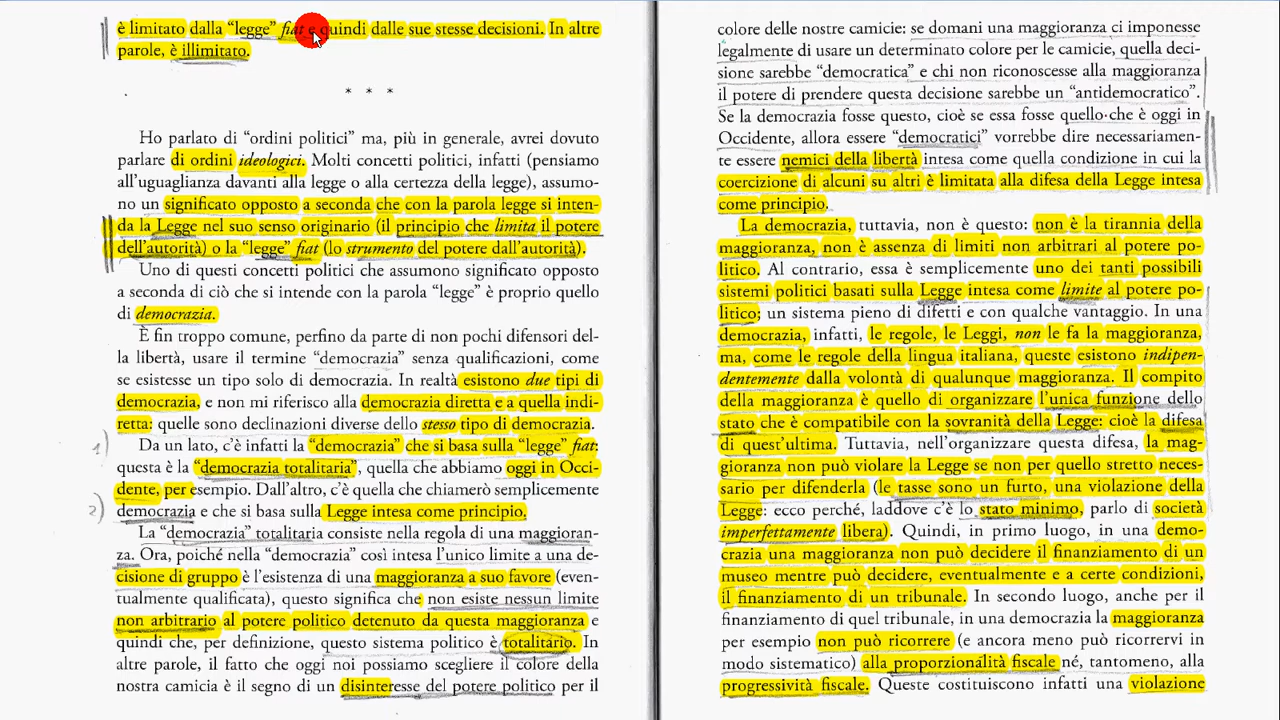 è limitato dalla “legge” fiat e quindi dalle sue stesse decisioni. In altre
parole, è illimitato.
* * *
Ho parlato di “ordini politici” ma, più in generale, avrei dovuto
parlare di ordini ideologici. Molti concetti politici, infatti (pensiamo
all’uguaglianza davanti alla legge o alla certezza della legge), assumo-
no un significato opposto a seconda che con la parola legge si inten-
da la Legge nel suo senso originario (il principio che limita il potere
dell’autorità) o la “legge” fiat (lo strumento del potere dall’autorità).
Uno di questi concetti politici che assumono significato opposto
a seconda di ciò che si intende con la parola “legge” è proprio quello
di democrazia.
È fin troppo comune, perfino da parte di non pochi difensori del-
la libertà, usare il termine “democrazia” senza qualificazioni, come
se esistesse un tipo solo di democrazia. In realtà esistono due tipi di
democrazia, e non mi riferisco alla democrazia diretta e a quella indi-
retta: quelle sono declinazioni diverse dello stesso tipo di democrazia.
1) Da un lato, c’è infatti la “democrazia” che si basa sulla “legge” fiat:
questa è la “democrazia totalitaria”, quella che abbiamo oggi in Occi-
dente, per esempio. Dall’altro, c’è quella che chiamerò semplicemente
2) democrazia e che si basa sulla Legge intesa come principio.
La “democrazia totalitaria consiste nella regola di una maggioran-
za. Ora, poiché nella “democrazia” così intesa l’unico limite a una de-
cisione di gruppo è l’esistenza di una maggioranza a suo favore (even-
tualmente qualificata), questo significa che non esiste nessun limite
non arbitrario al potere politico detenuto da questa maggioranza e
quindi che, per definizione, questo sistema politico è totalitario. In
altre parole, il fatto che oggi noi possiamo scegliere il colore della
nostra camicia è il segno di un disinteresse del potere politico per il
colore delle nostre camicie: se domani una maggioranza ci imponesse
legalmente di usare un determinato colore per le camicie, quella deci-
sione sarebbe “democratica” e chi non riconoscesse alla maggioranza
il potere di prendere questa decisione sarebbe un “antidemocratico”.
Se la democrazia fosse questo, cioè se essa fosse quello che è oggi in
Occidente, allora essere “democratici” vorrebbe dire necessariamen-
te essere nemici della libertà intesa come quella condizione in cui la
coercizione di alcuni su altri è limitata alla difesa della Legge intesa
come principio.
La democrazia, tuttavia, non è questo: non è la tirannia della
maggioranza, non è assenza di limiti non arbitrari al potere po-
litico. Al contrario, essa è semplicemente uno dei tanti possibili
sistemi politici basati sulla Legge intesa come limite al potere po-
litico; un sistema pieno di difetti e con qualche vantaggio. In una
democrazia, infatti, le regole, le Leggi, non le fa la maggioranza,
ma, come le regole della lingua italiana, queste esistono indipen-
dentemente dalla volontà di qualunque maggioranza. Il compito
della maggioranza è quello di organizzare l’unica funzione dello
stato che è compatibile con la sovranità della Legge: cioè la difesa
di quest’ultima. Tuttavia, nell’organizzare questa difesa, la mag-
gioranza non può violare la Legge se non per quello stretto neces-
sario per difenderla (le tasse sono un furto, una violazione della
Legge: ecco perché, laddove c’è lo stato minimo, parlo di società
imperfettamente libera). Quindi, in primo luogo, in una demo-
crazia una maggioranza non può decidere il finanziamento di un
museo mentre può decidere, eventualmente e a certe condizioni,
il finanziamento di un tribunale. In secondo luogo, anche per il
finanziamento di quel tribunale, in una democrazia la maggioranza
per esempio non può ricorrere (e ancora meno può ricorrervi in
modo sistematico) alla proporzionalità fiscale né, tantomeno, alla
progressività fiscale. Queste costituiscono infatti una violazione